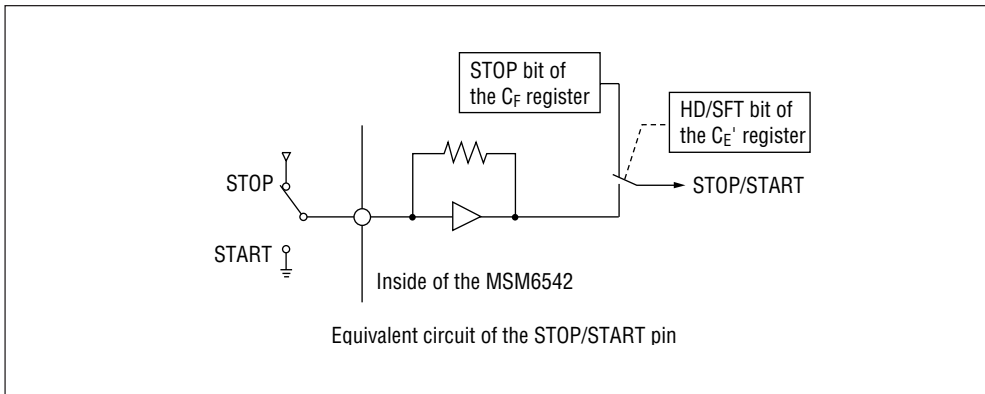 STOP bit of
the CF register
HD/SFT bit of
the CE' register
STOP
STOP/START
START
Inside of the MSM6542
Equivalent circuit of the STOP/START pin